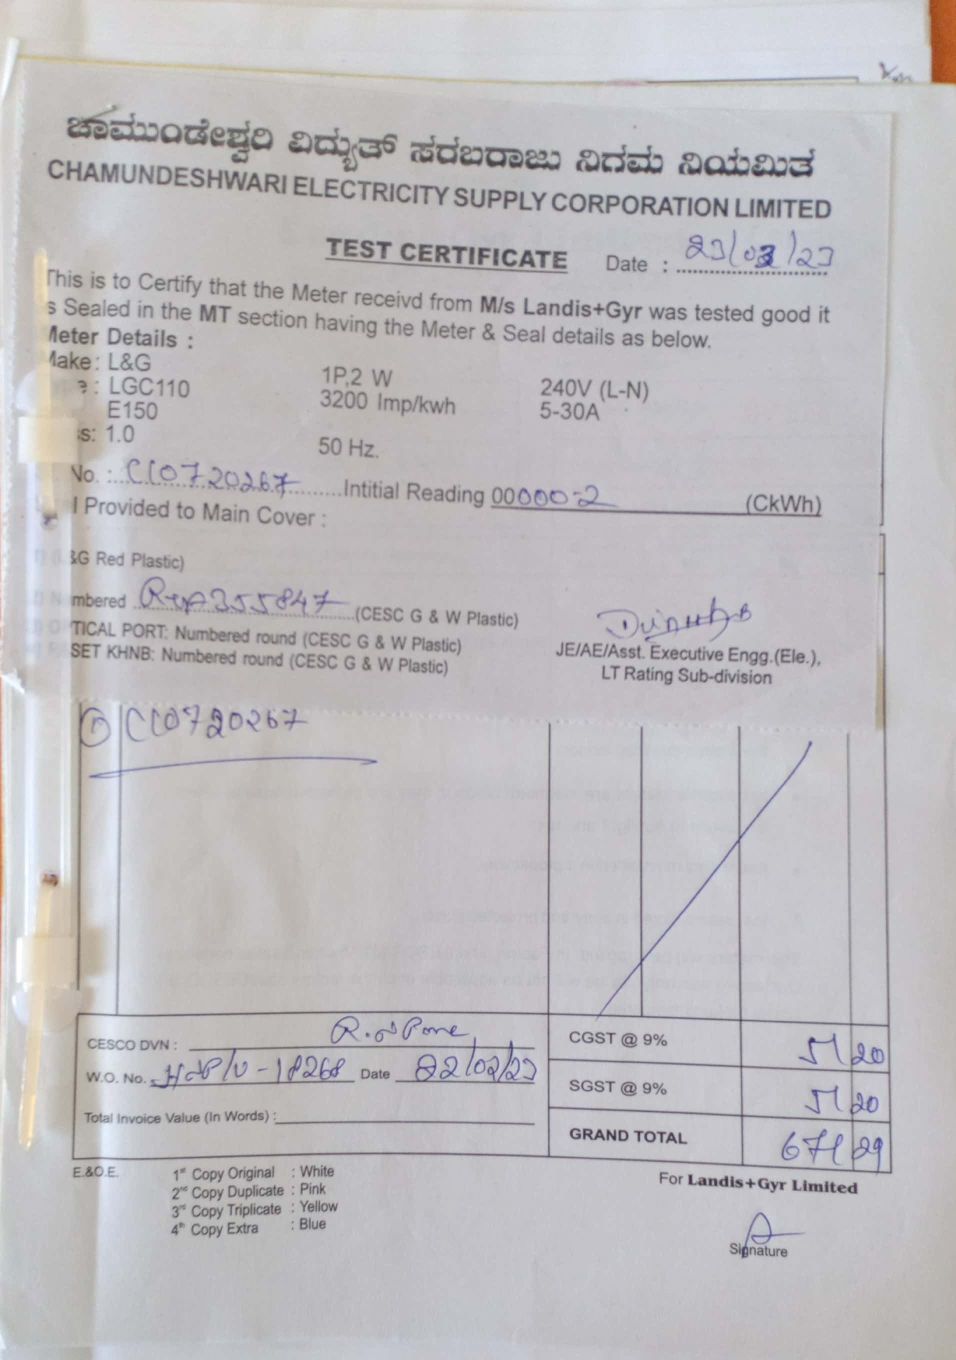 ಚಾಮುಂಡೇಶ್ವರಿ ವಿದ್ಯುತ್ ಸರಬರಾಜು ನಿಗಮ ನಿಯಮಿತ
CHAMUNDESHWARI ELECTRICITY SUPPLY CORPORATION LIMITED
TEST CERTIFICATE Date : 23/02/23
This is to Certify that the Meter receivd from M/s Landis+Gyr was tested good it
s Sealed in the MT section having the Meter & Seal details as below.
Meter Details :
Make : L&G 1P,2 W 240V (L-N)
: LGC110 3200 Imp/kwh 5-30A
E150
ss: 1.0 50 Hz.
No. : CC0720267 Intitial Reading 00000-2 (CkWh)
l Provided to Main Cover :
&G Red Plastic)
mbered 355847 (CESC G & W Plastic)
TICAL PORT: Numbered round (CESC G & W Plastic)
SET KHNB: Numbered round (CESC G & W Plastic)
JE/AE/Asst. Executive Engg.(Ele.),
LT Rating Sub-division
① CC0720267
CESCO DVN : CGST @ 9% 51 20
W.O. No. 18268 Date 22/02/23 SGST @ 9% 51 20
Total Invoice Value (In Words) : GRAND TOTAL 671 29
E.&O.E. 1st Copy Original : White
2nd Copy Duplicate : Pink
3rd Copy Triplicate : Yellow
4th Copy Extra : Blue
For Landis+Gyr Limited
Signature